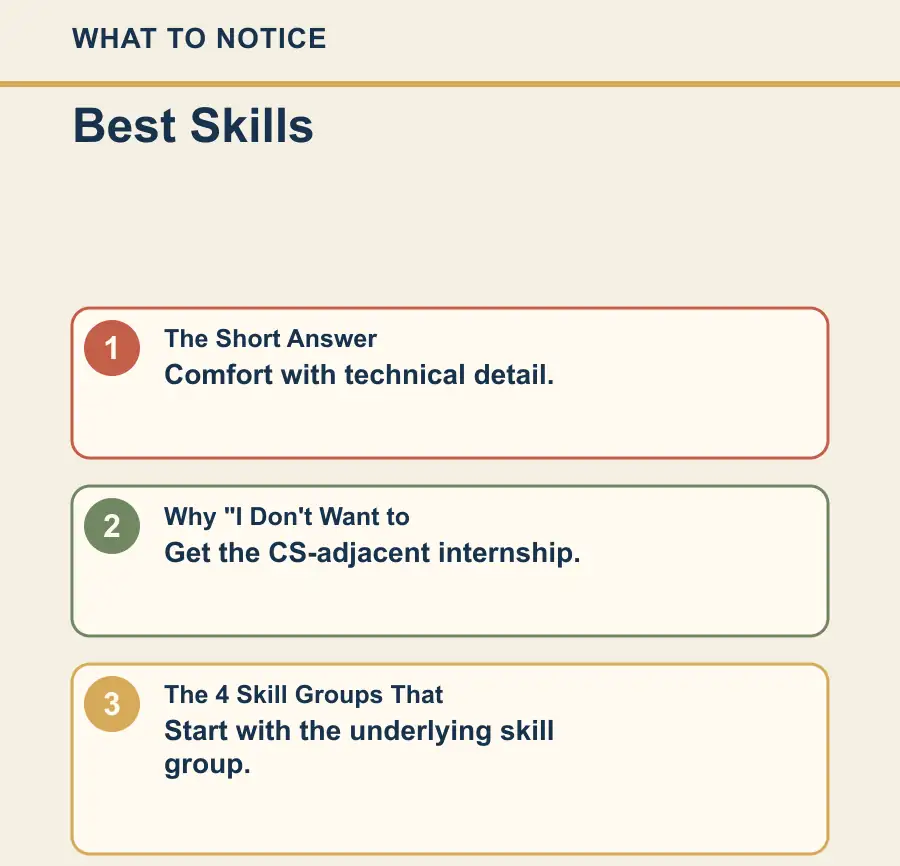 WHAT TO NOTICE
Best Skills
1
The Short Answer
Comfort with technical detail.
2
Why "I Don't Want to
Get the CS-adjacent internship.
3
The 4 Skill Groups That
Start with the underlying skill
group.